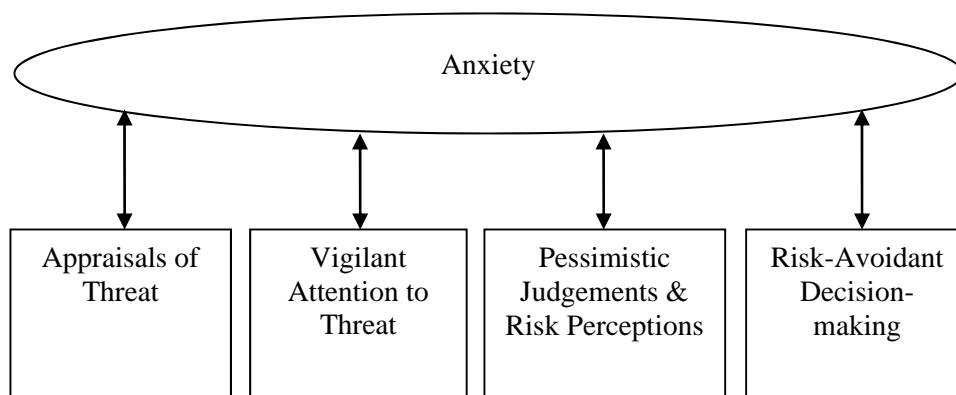 Anxiety
Appraisals of
Threat
Vigilant
Attention to
Threat
Pessimistic
Judgements &
Risk Perceptions
Risk-Avoidant
Decision-
making